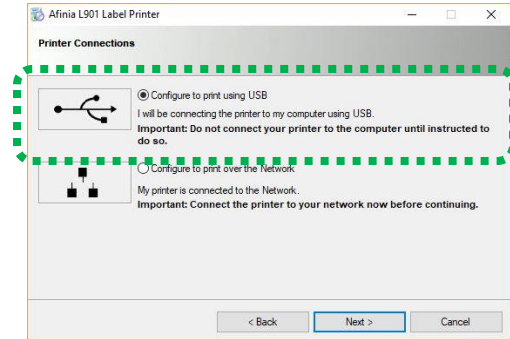 Afinia L901 Label Printer
Printer Connections
Configure to print using USB
I will be connecting the printer to my computer using USB.
Important: Do not connect your printer to the computer until instructed to
do so.
Configure to print over the Network
My printer is connected to the Network.
Important: Connect the printer to your network now before continuing.
< Back Next > Cancel